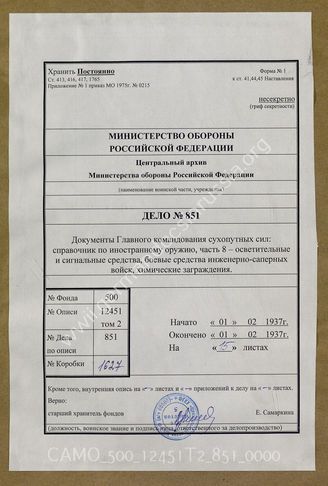 Хранить Постоянно
Форма № 1
Ст. 413, 416, 417, 1765
к ст. 41,44,45 Наставления
Приложение № 1 приказ МО 1975г. № 0215
несекретно
(гриф секретности)
МИНИСТЕРСТВО ОБОРОНЫ
РОССИЙСКОЙ ФЕДЕРАЦИИ
Центральный архив
Министерства обороны Российской Федерации
(наименование воинской части, учреждения)
ДЕЛО № 851
Документы Главного командования сухопутных сил:
справочник по иностранному оружию, часть 8 – осветительные
и сигнальные средства, боевые средства инженерно-саперных
войск, химические заграждения.
№ Фонда 500
№ Описи 12451
том 2
№ Дела 851
по описи
№ Коробки 1627
Начато « 01 » 02 1937г.
Окончено « 01 » 02 1937г.
На « 15 » листах
Кроме того, внутренняя опись на «–» листах и «–» приложений к делу на «–» листах.
Верно:
старший хранитель фондов
Е. Самаркина
(должность, воинское звание и подпись ответственного за делопроизводство)
CAMO_500_12451T2_851_0000